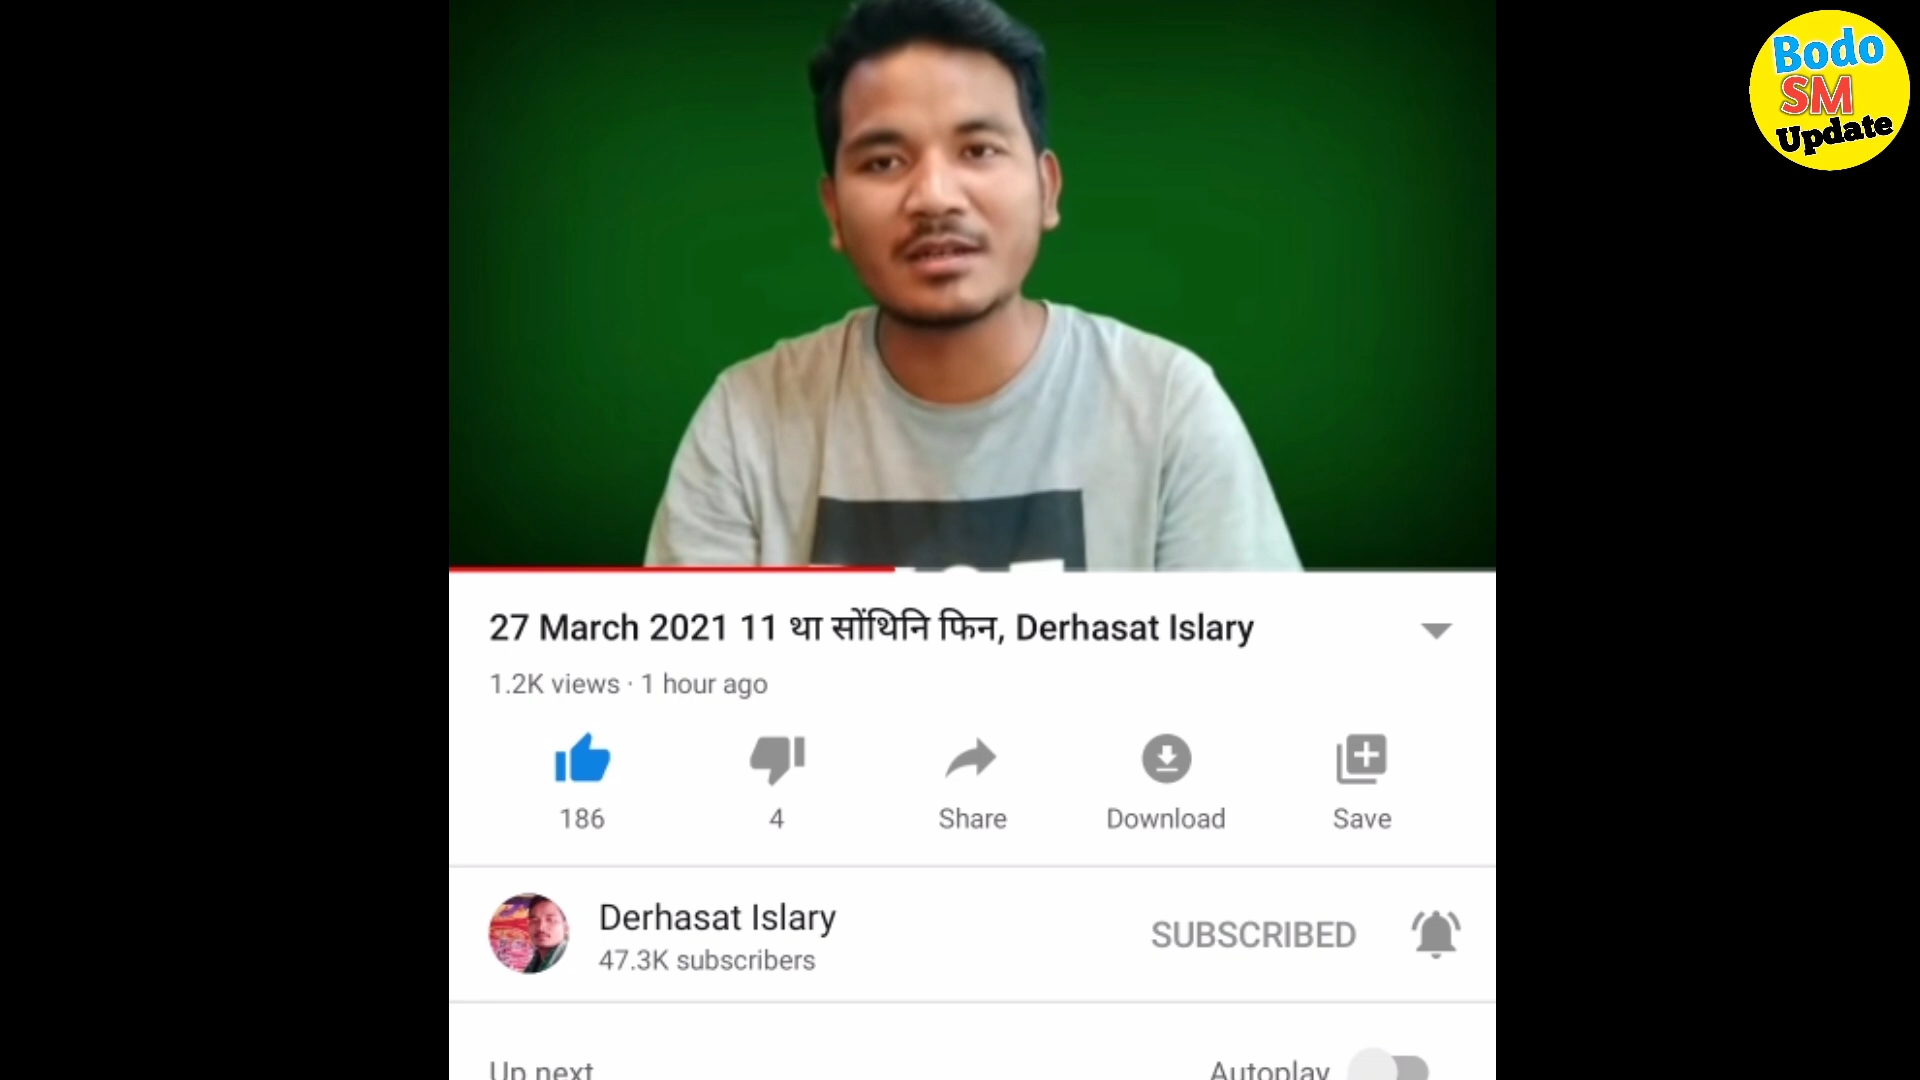 Bodo
SM
Update
27 March 2021 11 था सोंथिनि फिन, Derhasat Islary
1.2K views · 1 hour ago
186
4
Share
Download
Save
Derhasat Islary
47.3K subscribers
SUBSCRIBED
Up next
Autoplay